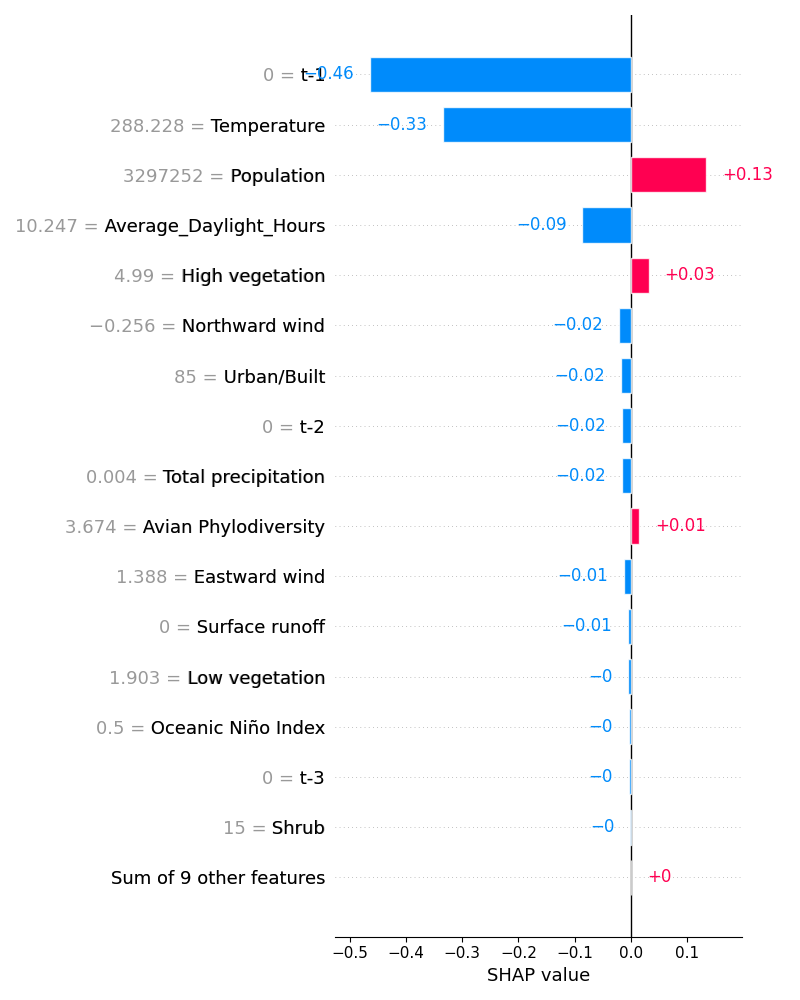 0 = t-1 −0.46
288.228 = Temperature −0.33
3297252 = Population +0.13
10.247 = Average_Daylight_Hours −0.09
4.99 = High vegetation +0.03
−0.256 = Northward wind −0.02
85 = Urban/Built −0.02
0 = t-2 −0.02
0.004 = Total precipitation −0.02
3.674 = Avian Phylodiversity +0.01
1.388 = Eastward wind −0.01
0 = Surface runoff −0.01
1.903 = Low vegetation −0
0.5 = Oceanic Niño Index −0
0 = t-3 −0
15 = Shrub −0
Sum of 9 other features +0
−0.5 −0.4 −0.3 −0.2 −0.1 0.0 0.1
SHAP value